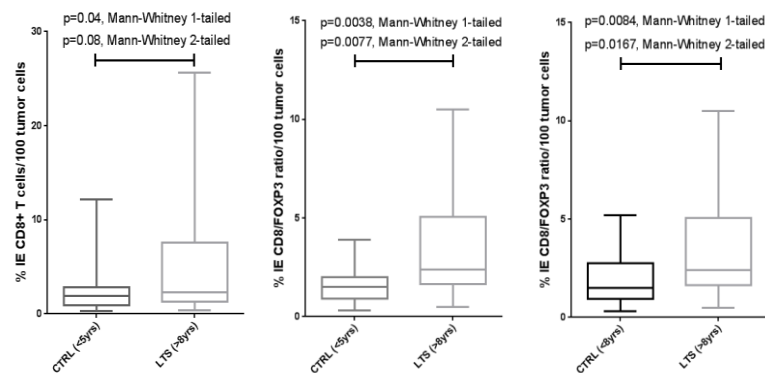 p=0.04, Mann-Whitney 1-tailed
p=0.08, Mann-Whitney 2-tailed
% IE CD8+ T cells/100 tumor cells
30
20
10
0
CTRL (<5yrs)
LTS (>8yrs)
p=0.0038, Mann-Whitney 1-tailed
p=0.0077, Mann-Whitney 2-tailed
% IE CD8/FOXP3 ratio/100 tumor cells
15
10
5
0
CTRL (<5yrs)
LTS (>8yrs)
p=0.0084, Mann-Whitney 1-tailed
p=0.0167, Mann-Whitney 2-tailed
% IE CD8/FOXP3 ratio/100 tumor cells
15
10
5
0
CTRL (<8yrs)
LTS (>8yrs)